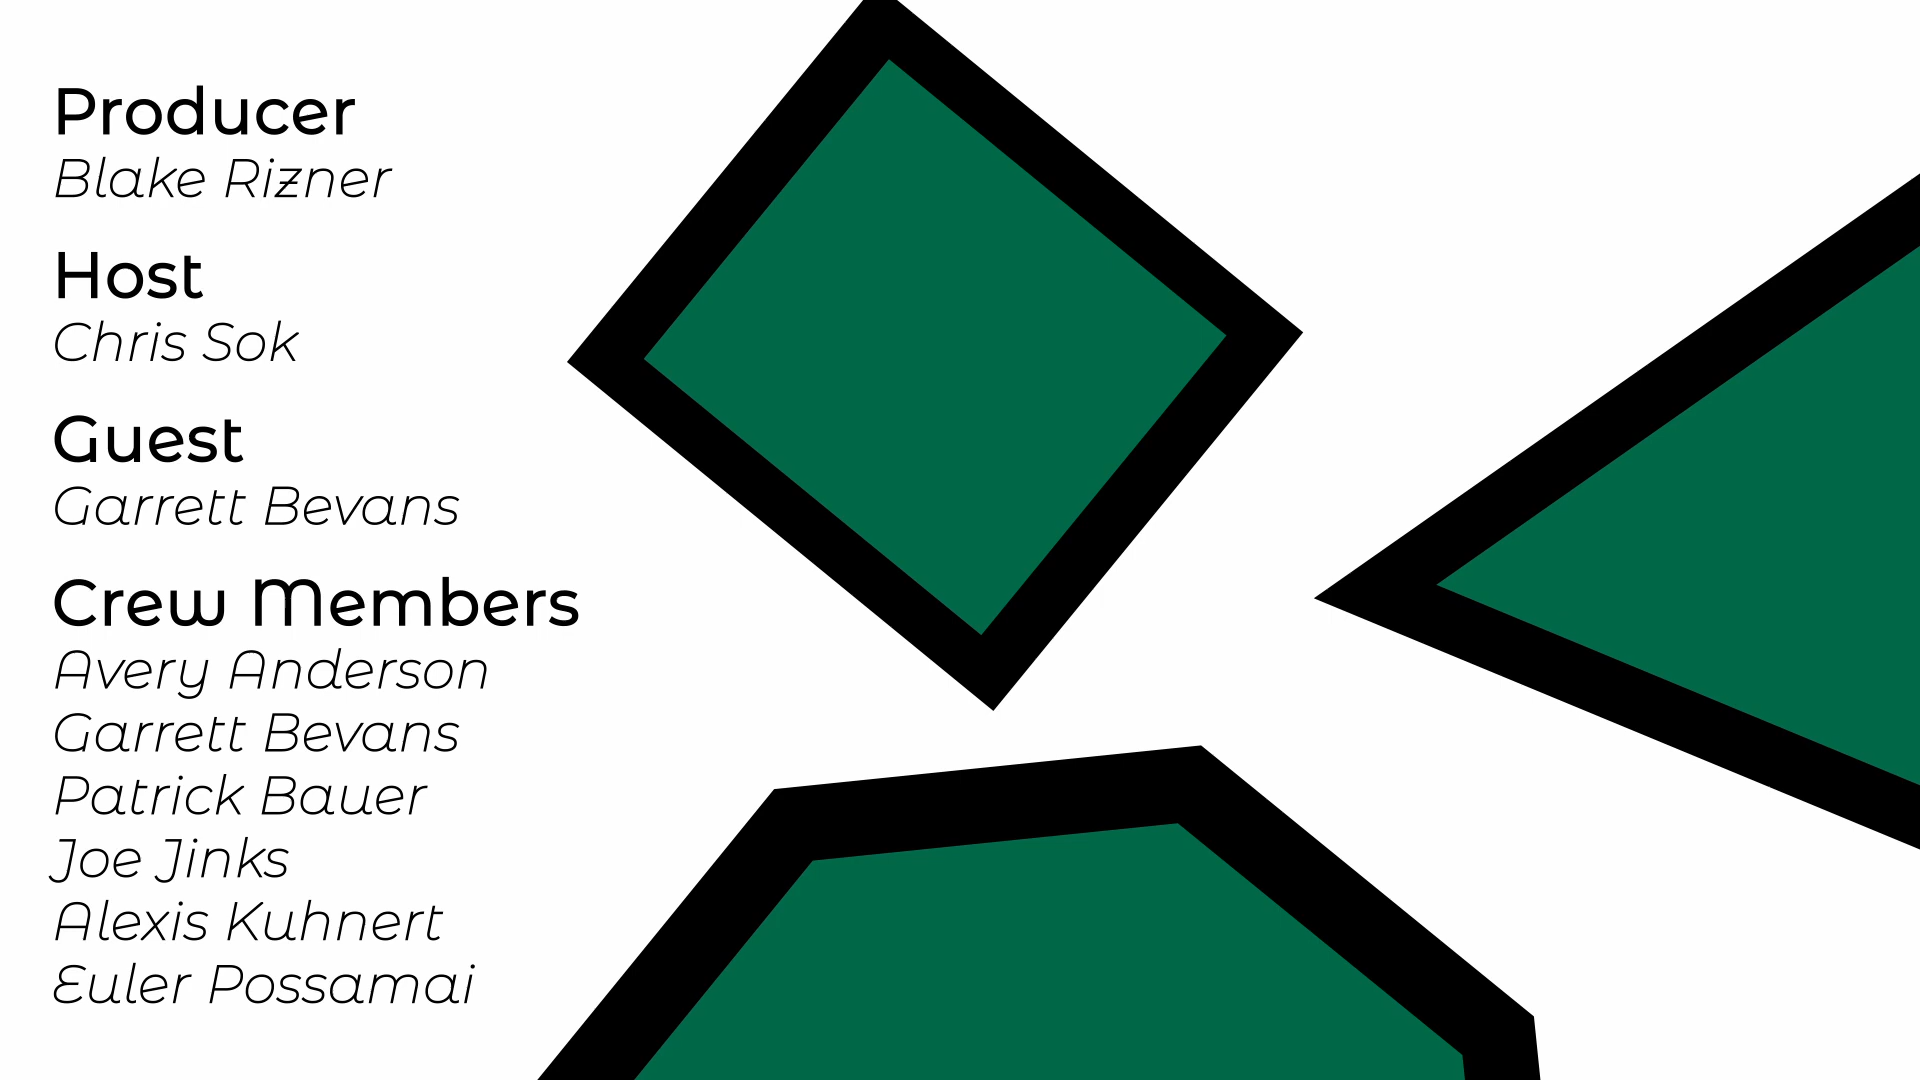 Producer
Blake Rizner
Host
Chris Sok
Guest
Garrett Bevans
Crew Members
Avery Anderson
Garrett Bevans
Patrick Bauer
Joe Jinks
Alexis Kuhnert
Euler Possamai